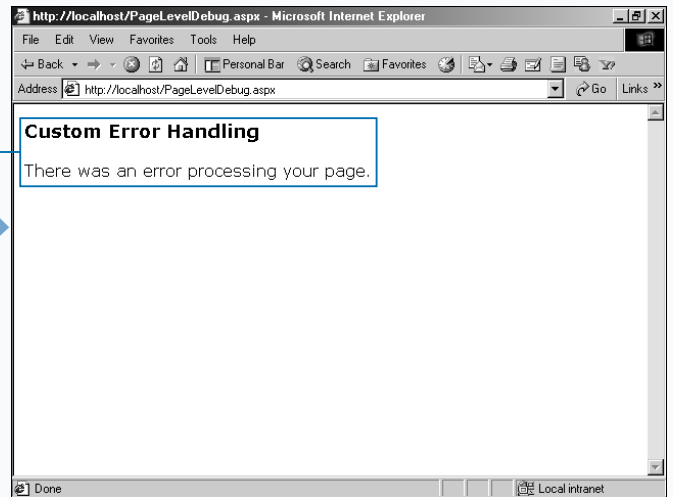 http://localhost/PageLevelDebug.aspx - Microsoft Internet Explorer
File Edit View Favorites Tools Help
Back Personal Bar Search Favorites
Address http://localhost/PageLevelDebug.aspx Go Links »
Custom Error Handling
There was an error processing your page.
Done Local intranet